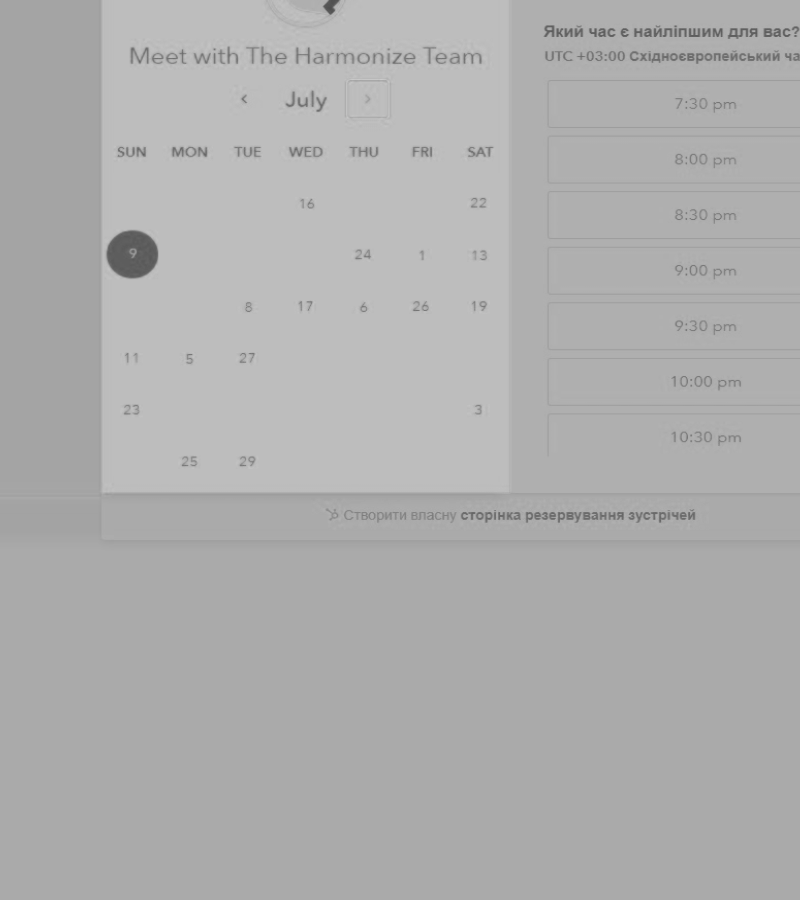 Meet with The Harmonize Team
July
SUN MON TUE WED THU FRI SAT
16 22
9 24 1 13
8 17 6 26 19
11 5 27
23 3
25 29
Який час є найліпшим для вас?
UTC +03:00 Східноєвропейський ча
7:30 pm
8:00 pm
8:30 pm
9:00 pm
9:30 pm
10:00 pm
10:30 pm
Створити власну сторінка резервування зустрічей